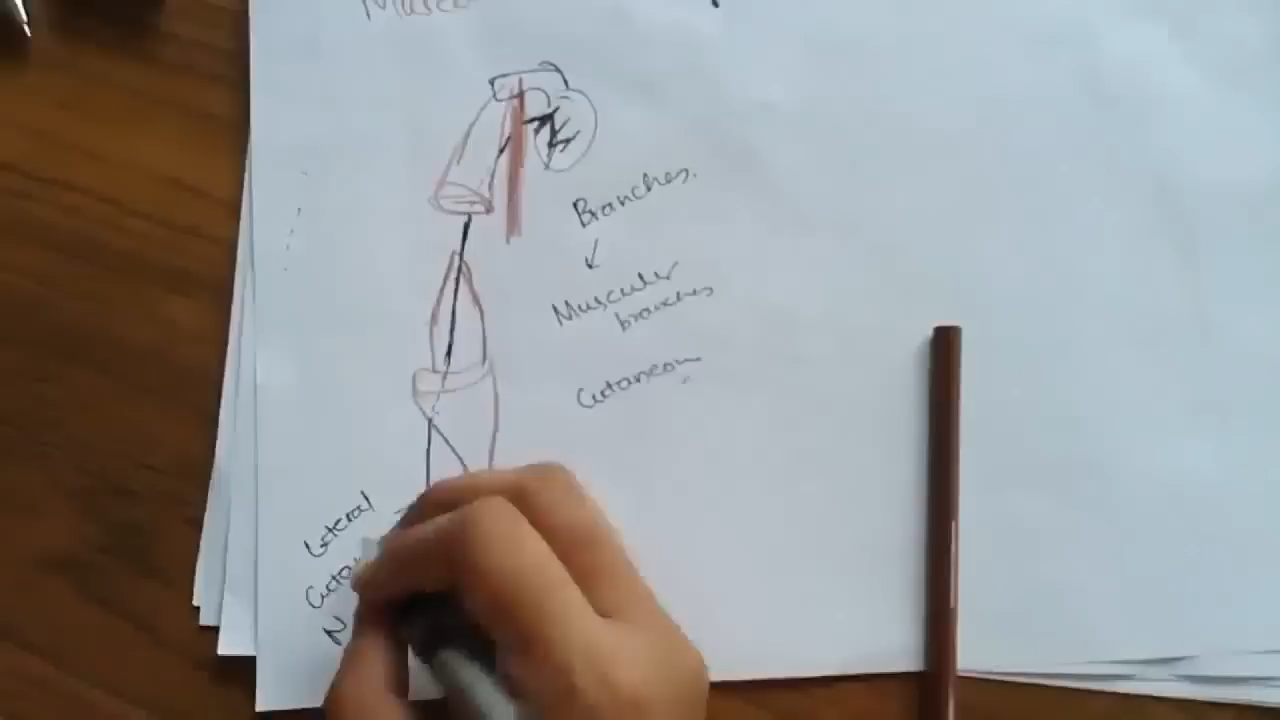 Branches.
Muscular
branches
Cutaneous
Lateral
N